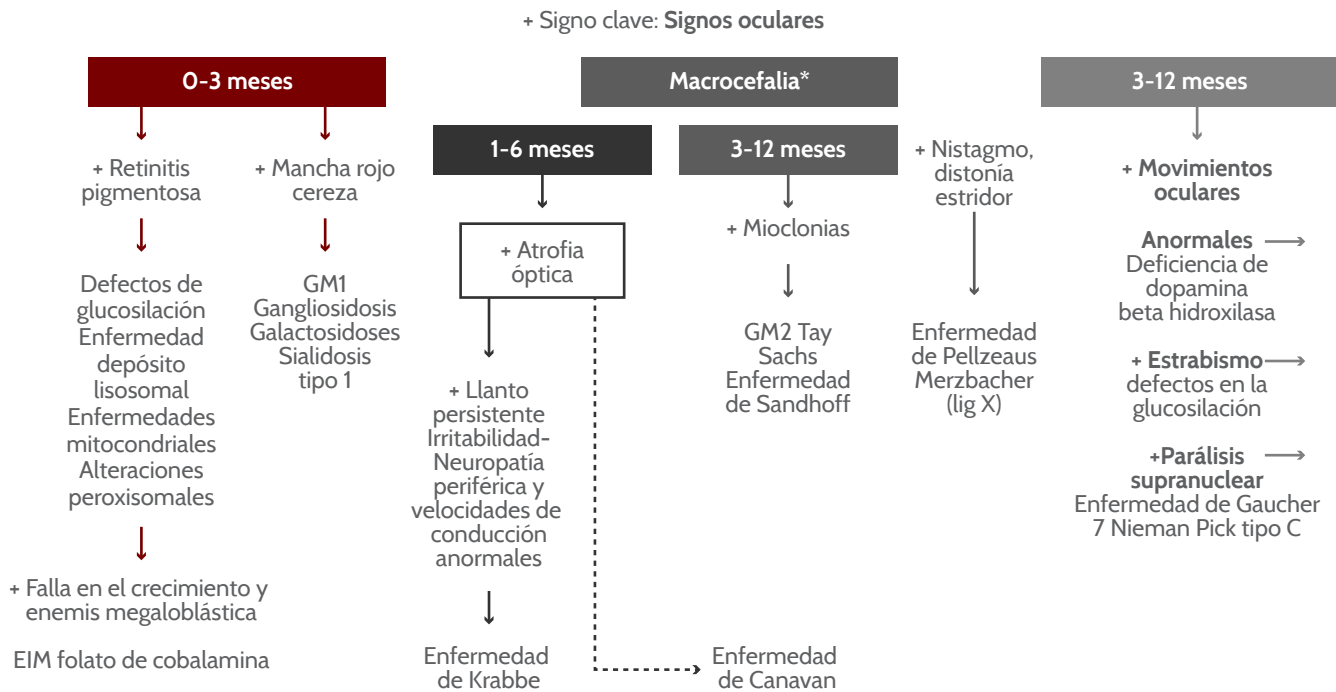 + Signo clave: Signos oculares
0-3 meses
+ Retinitis
pigmentosa
Defectos de
glucosilación
Enfermedad
depósito
lisosomal
Enfermedades
mitocondriales
Alteraciones
peroxisomales
+ Falla en el crecimiento y
enemis megaloblástica
EIM folato de cobalamina
+ Mancha rojo
cereza
GM1
Gangliosidosis
Galactosidoses
Sialidosis
tipo 1
Macrocefalia*
1-6 meses
+ Atrofia
óptica
+ Llanto
persistente
Irritabilidad-
Neuropatía
periférica y
velocidades de
conducción
anormales
Enfermedad
de Krabbe
Enfermedad
de Canavan
3-12 meses
+ Mioclonias
GM2 Tay
Sachs
Enfermedad
de Sandhoff
+ Nistagmo,
distonía
estridor
Enfermedad
de Pellzeaus
Merzbacher
(lig X)
3-12 meses
+ Movimientos
oculares
Anormales
Deficiencia de
dopamina
beta hidroxilasa
+ Estrabismo
defectos en la
glucosilación
+Parálisis
supranuclear
Enfermedad de Gaucher
7 Nieman Pick tipo C